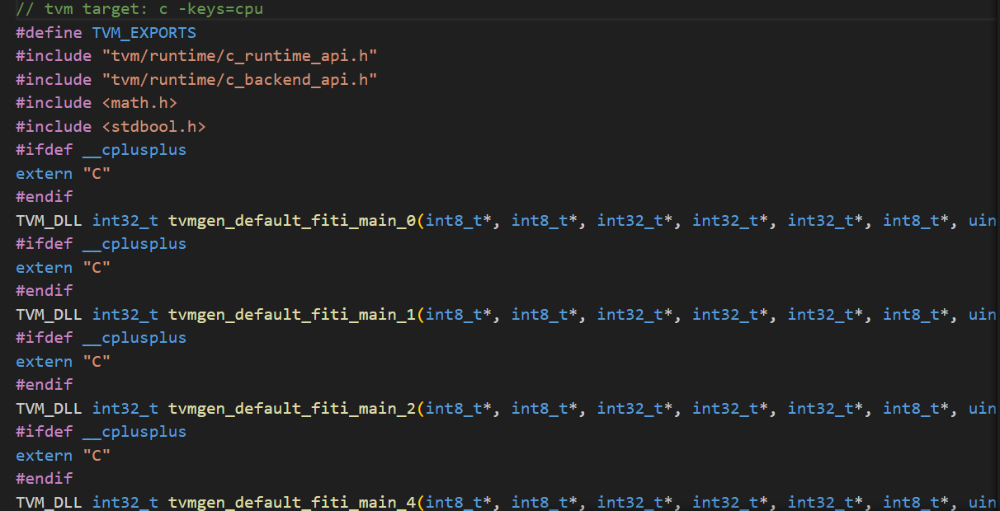 // tvm target: c -keys=cpu
#define TVM_EXPORTS
#include "tvm/runtime/c_runtime_api.h"
#include "tvm/runtime/c_backend_api.h"
#include <math.h>
#include <stdbool.h>
#ifdef __cplusplus
extern "C"
#endif
TVM_DLL int32_t tvmgen_default_fiti_main_0(int8_t*, int8_t*, int32_t*, int32_t*, int32_t*, int8_t*, uin
#ifdef __cplusplus
extern "C"
#endif
TVM_DLL int32_t tvmgen_default_fiti_main_1(int8_t*, int8_t*, int32_t*, int32_t*, int32_t*, int8_t*, uin
#ifdef __cplusplus
extern "C"
#endif
TVM_DLL int32_t tvmgen_default_fiti_main_2(int8_t*, int8_t*, int32_t*, int32_t*, int32_t*, int8_t*, uin
#ifdef __cplusplus
extern "C"
#endif
TVM_DLL int32_t tvmgen_default_fiti_main_4(int8_t*, int8_t*, int32_t*, int32_t*, int32_t*, int8_t*, uin